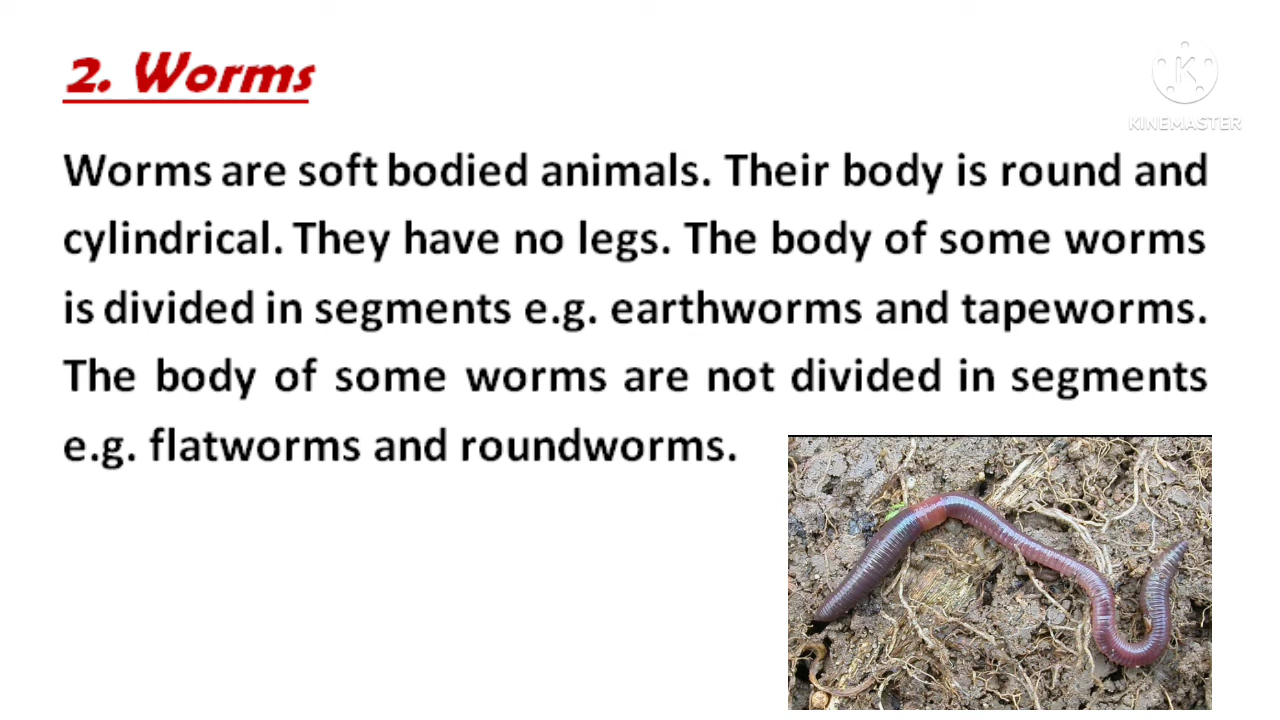 2. Worms
KINEMASTER
Worms are soft bodied animals. Their body is round and
cylindrical. They have no legs. The body of some worms
is divided in segments e.g. earthworms and tapeworms.
The body of some worms are not divided in segments
e.g. flatworms and roundworms.